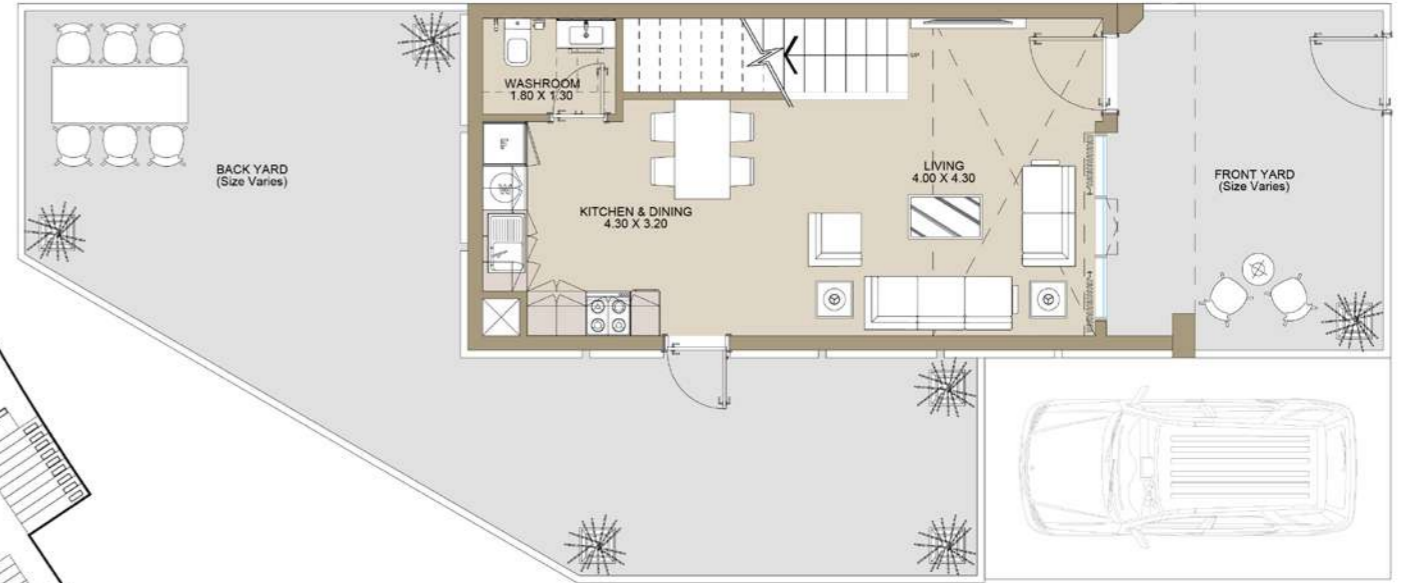 WASHROOM
1.80 X 1.30
BACK YARD
(Size Varies)
KITCHEN & DINING
4.30 X 3.20
UP
LIVING
4.00 X 4.30
FRONT YARD
(Size Varies)